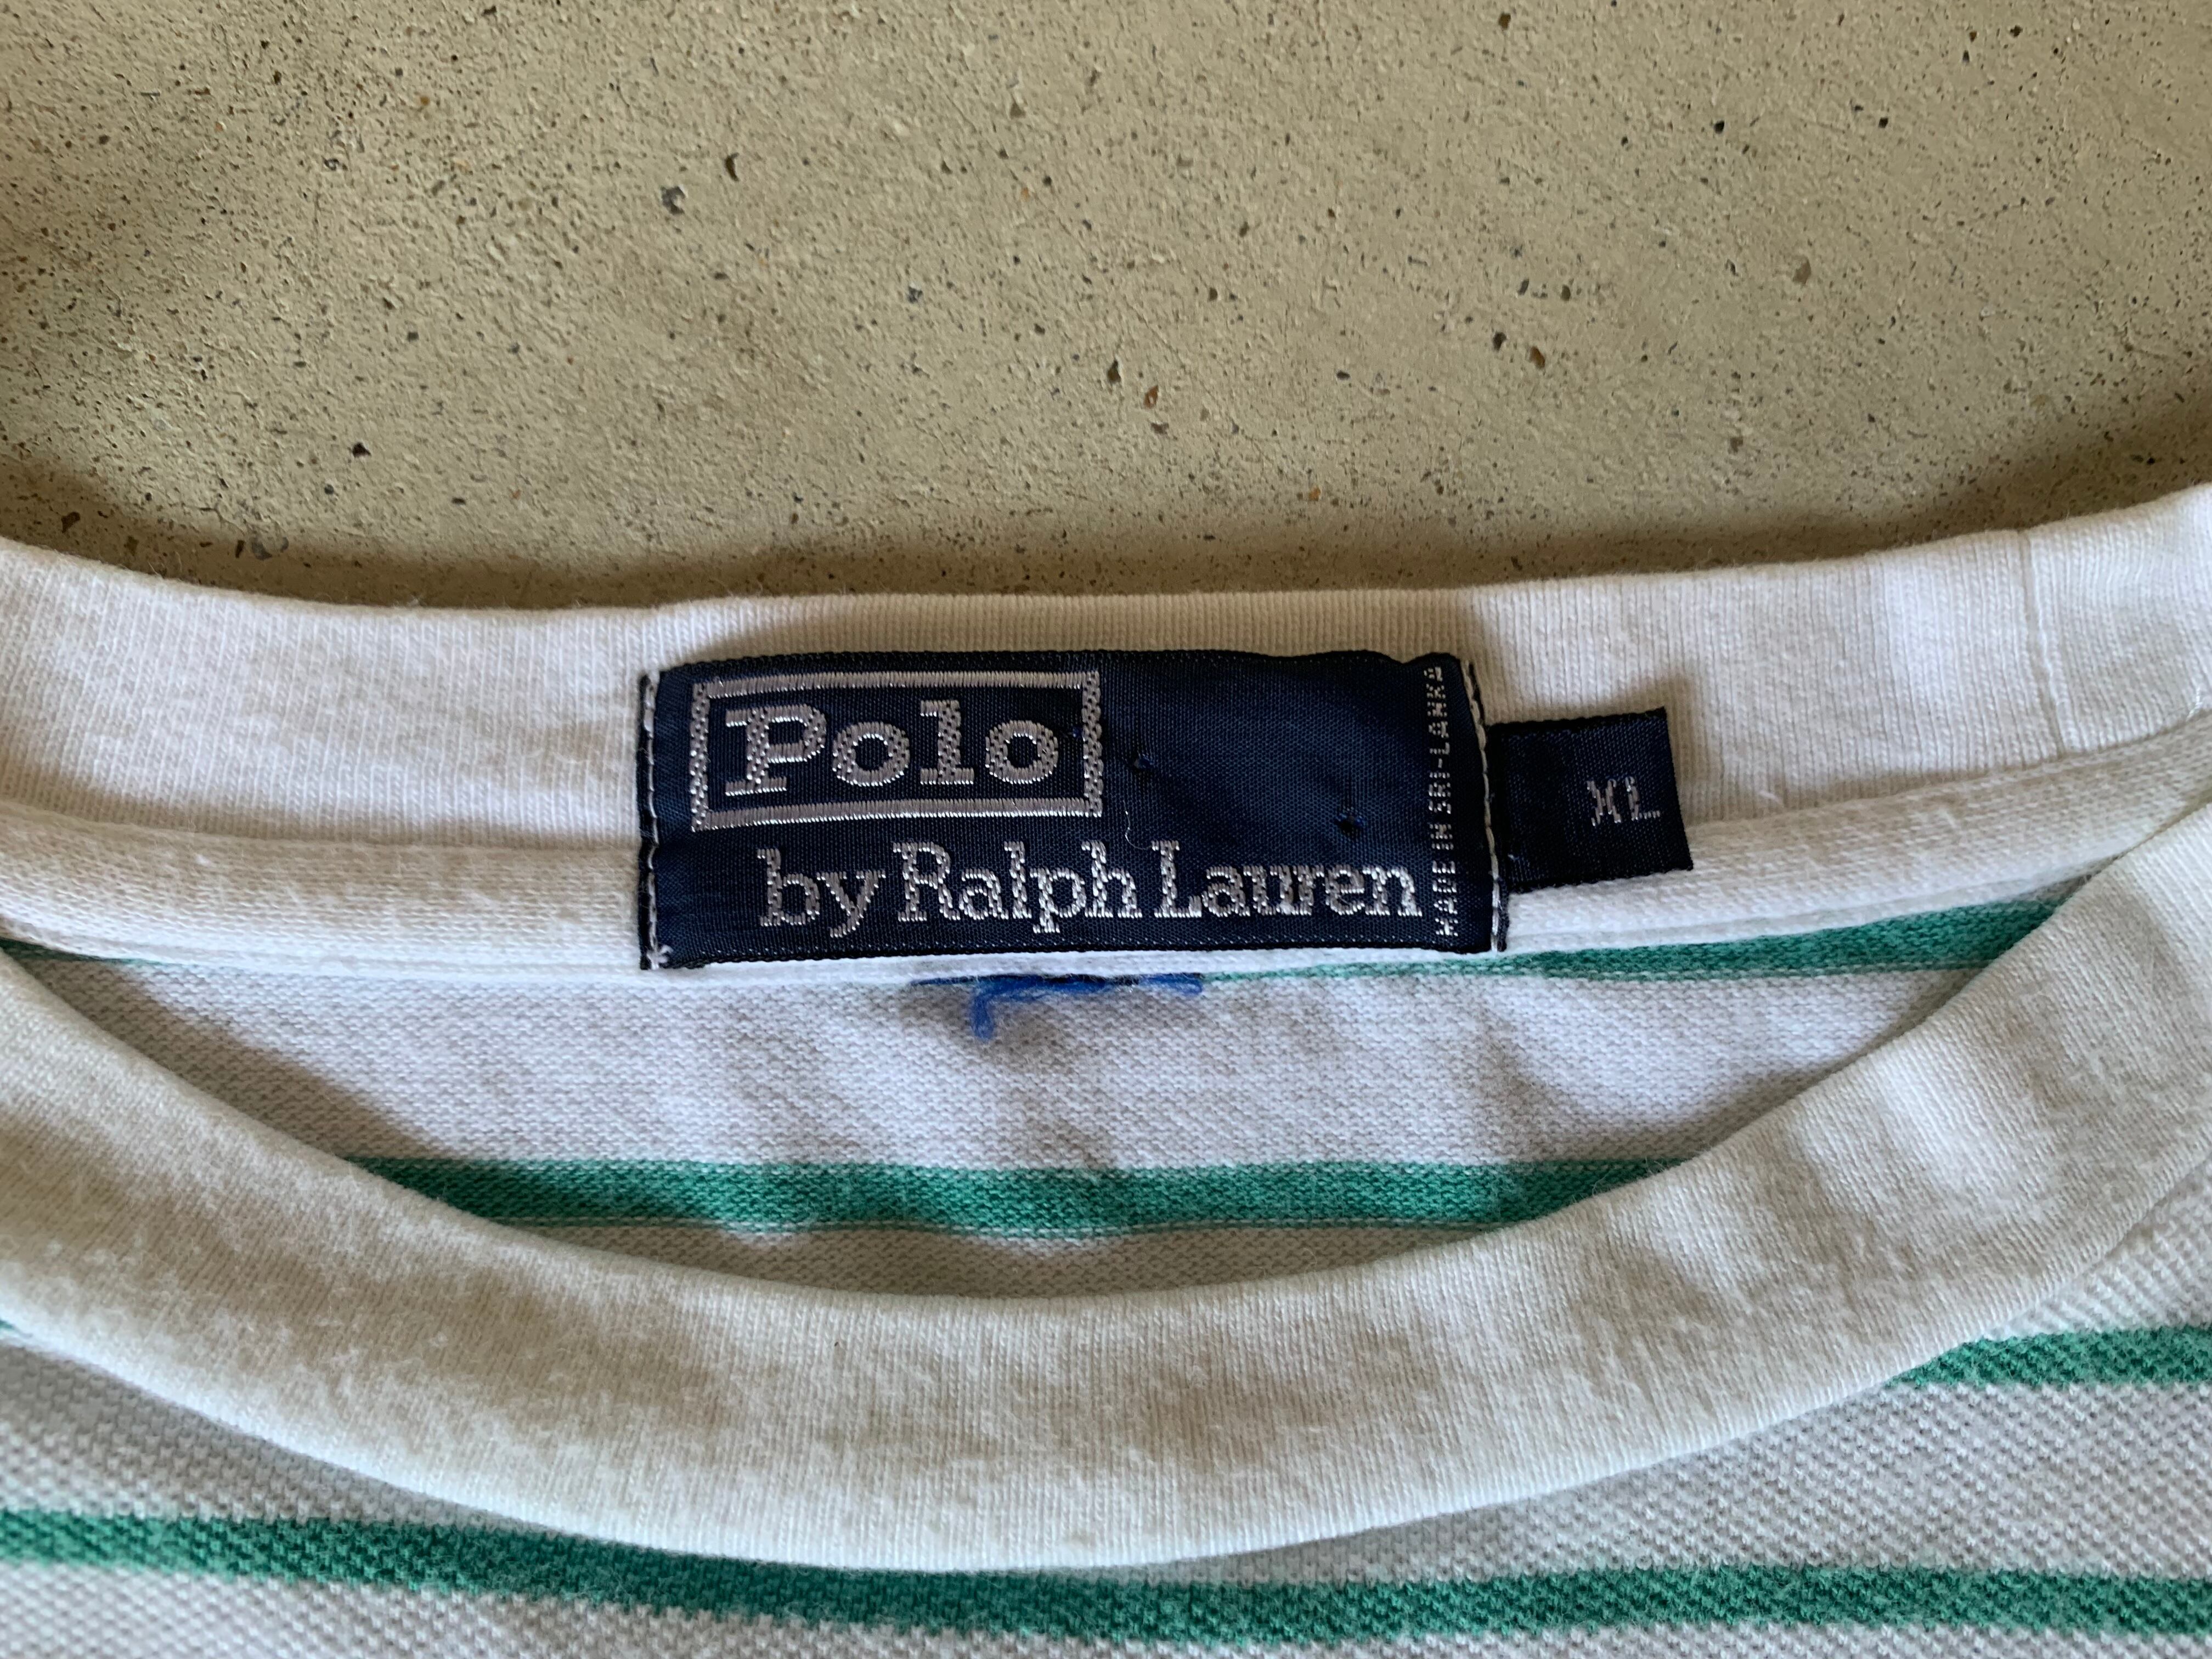 Polo
by Ralph Lauren
MADE IN SRI-LANKA
XL